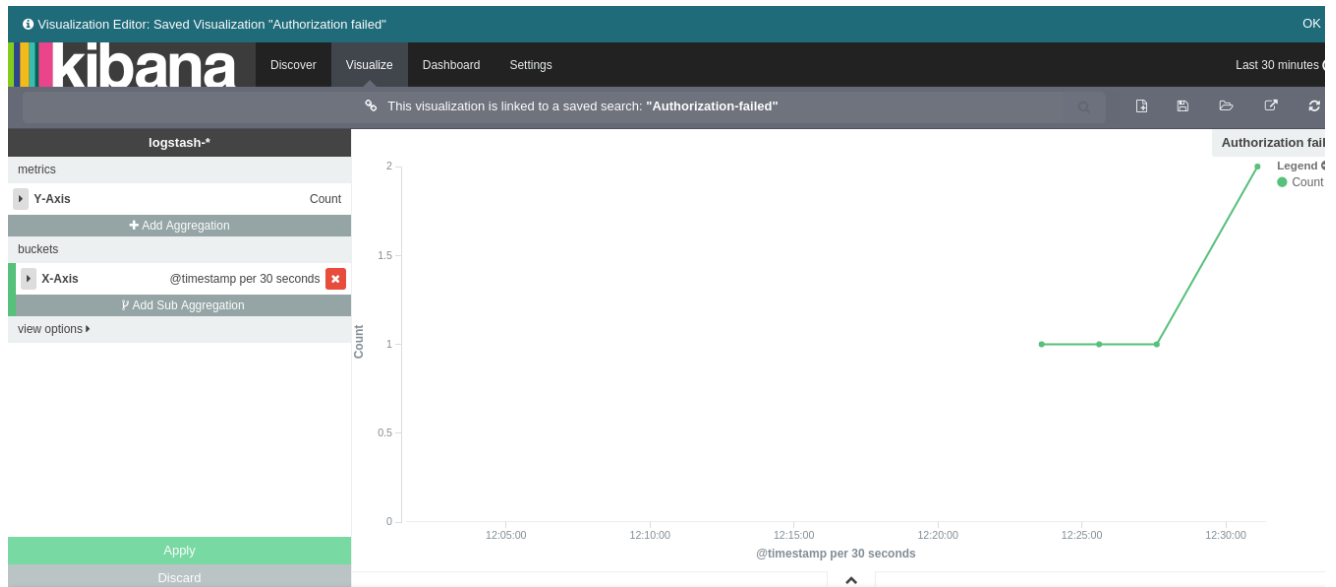 Visualization Editor: Saved Visualization "Authorization failed"
OK
kibana
Discover
Visualize
Dashboard
Settings
Last 30 minutes
This visualization is linked to a saved search: "Authorization-failed"
logstash-*
Authorization fail
metrics
Y-Axis Count
Add Aggregation
buckets
X-Axis @timestamp per 30 seconds
Add Sub Aggregation
view options
Apply
Discard
Legend
Count
2
1.5
1
0.5
0
Count
12:05:00 12:10:00 12:15:00 12:20:00 12:25:00 12:30:00
@timestamp per 30 seconds